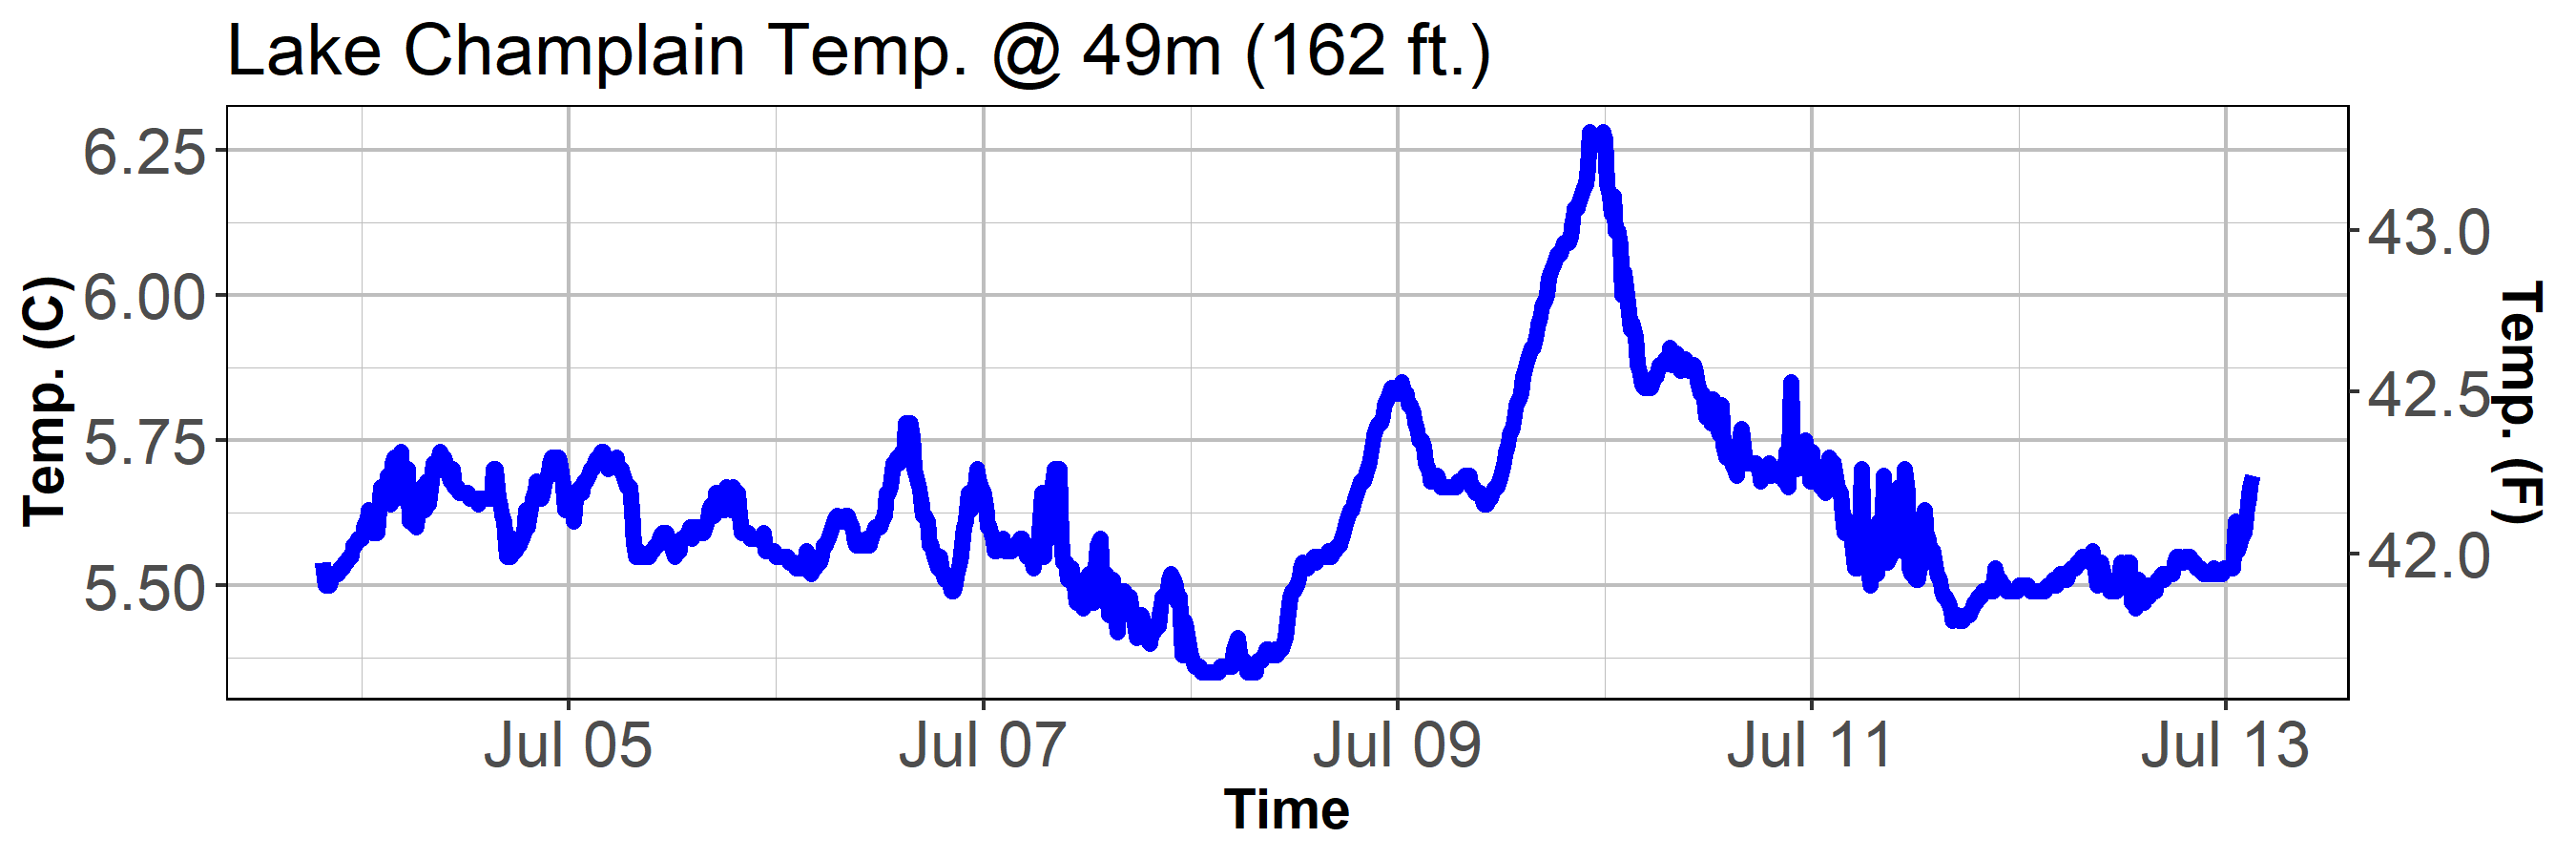 Lake Champlain Temp. @ 49m (162 ft.)
6.25
6.00
5.75
5.50
Temp. (C)
43.0
42.5
42.0
Temp. (F)
Jul 05 Jul 07 Jul 09 Jul 11 Jul 13
Time